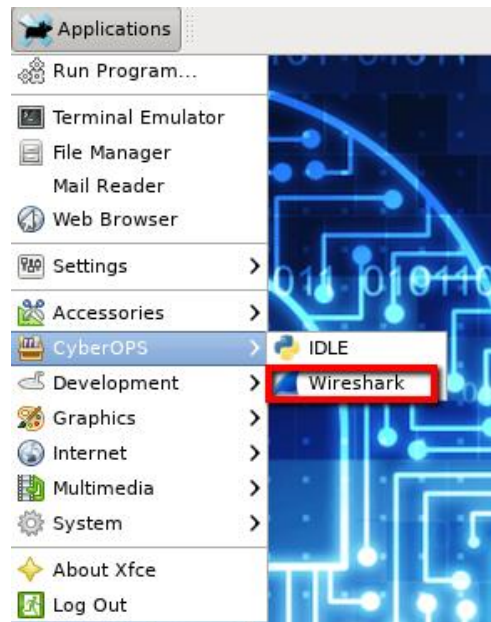 Applications
Run Program...
Terminal Emulator
File Manager
Mail Reader
Web Browser
Settings
Accessories
CyberOPS
IDLE
Wireshark
Development
Graphics
Internet
Multimedia
System
About Xfce
Log Out